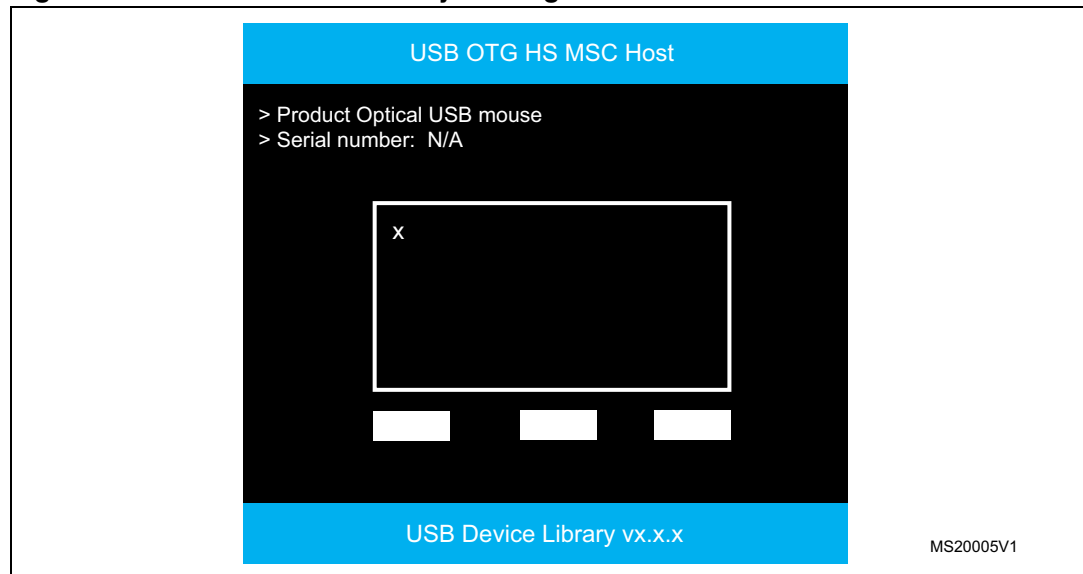 USB OTG HS MSC Host
> Product Optical USB mouse
> Serial number: N/A
x
USB Device Library vx.x.x
MS20005V1